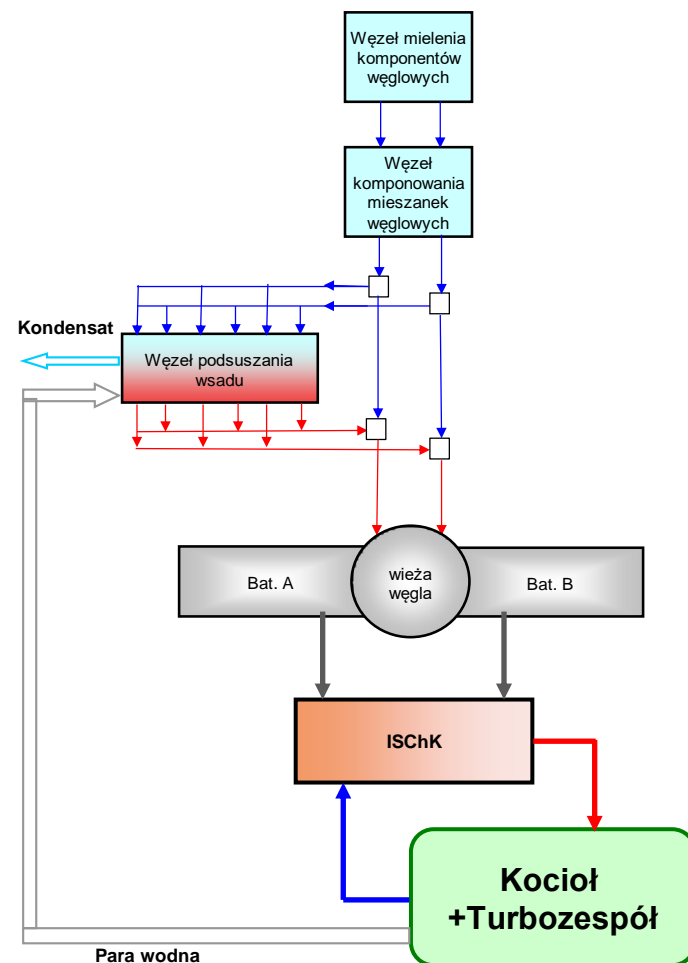 Węzeł mielenia
komponentów
węglowych
Węzeł
komponowania
mieszanek
węglowych
Kondensat
Węzeł podsuszania
wsadu
Bat. A
wieża
węgla
Bat. B
ISChK
Kocioł
+Turbozespół
Para wodna